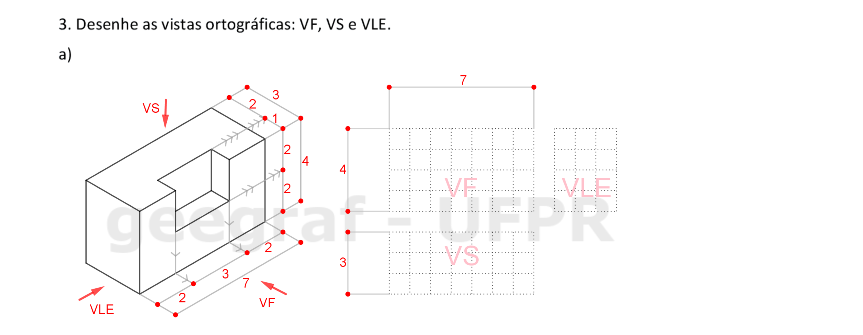 3. Desenhe as vistas ortográficas: VF, VS e VLE.
a)
VS
3
2
1
2
4
2
2
3
7
2
VLE
VF
7
4
VF
VLE
geegraf - UFPR
VS
3